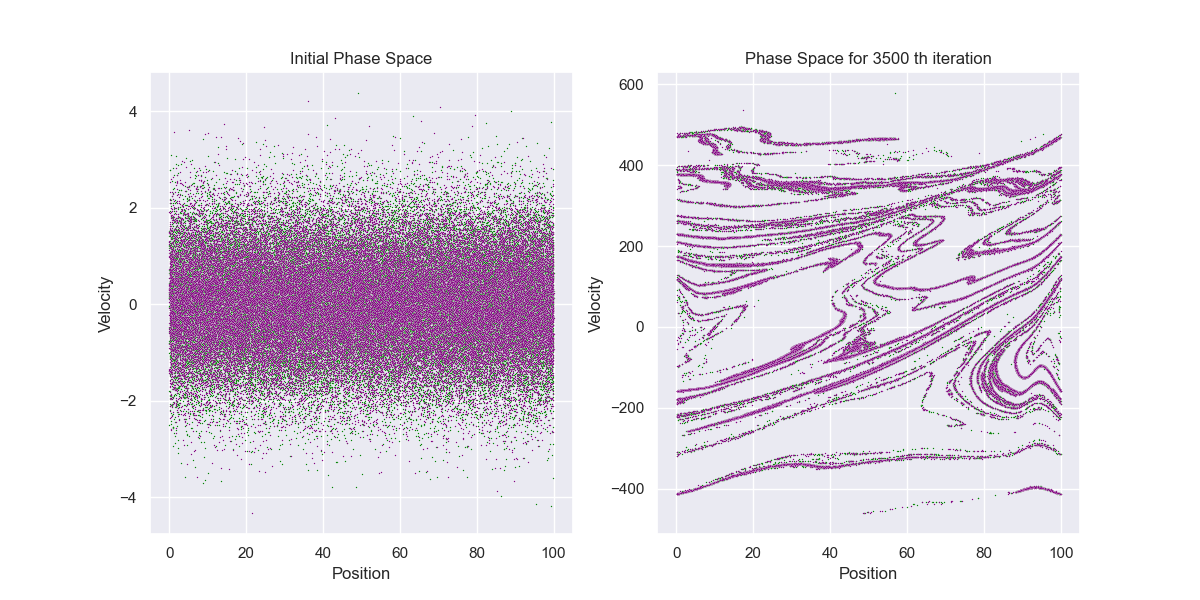 Initial Phase Space
4
2
0
−2
−4
Velocity
0 20 40 60 80 100
Position
Phase Space for 3500 th iteration
600
400
200
0
−200
−400
Velocity
0 20 40 60 80 100
Position